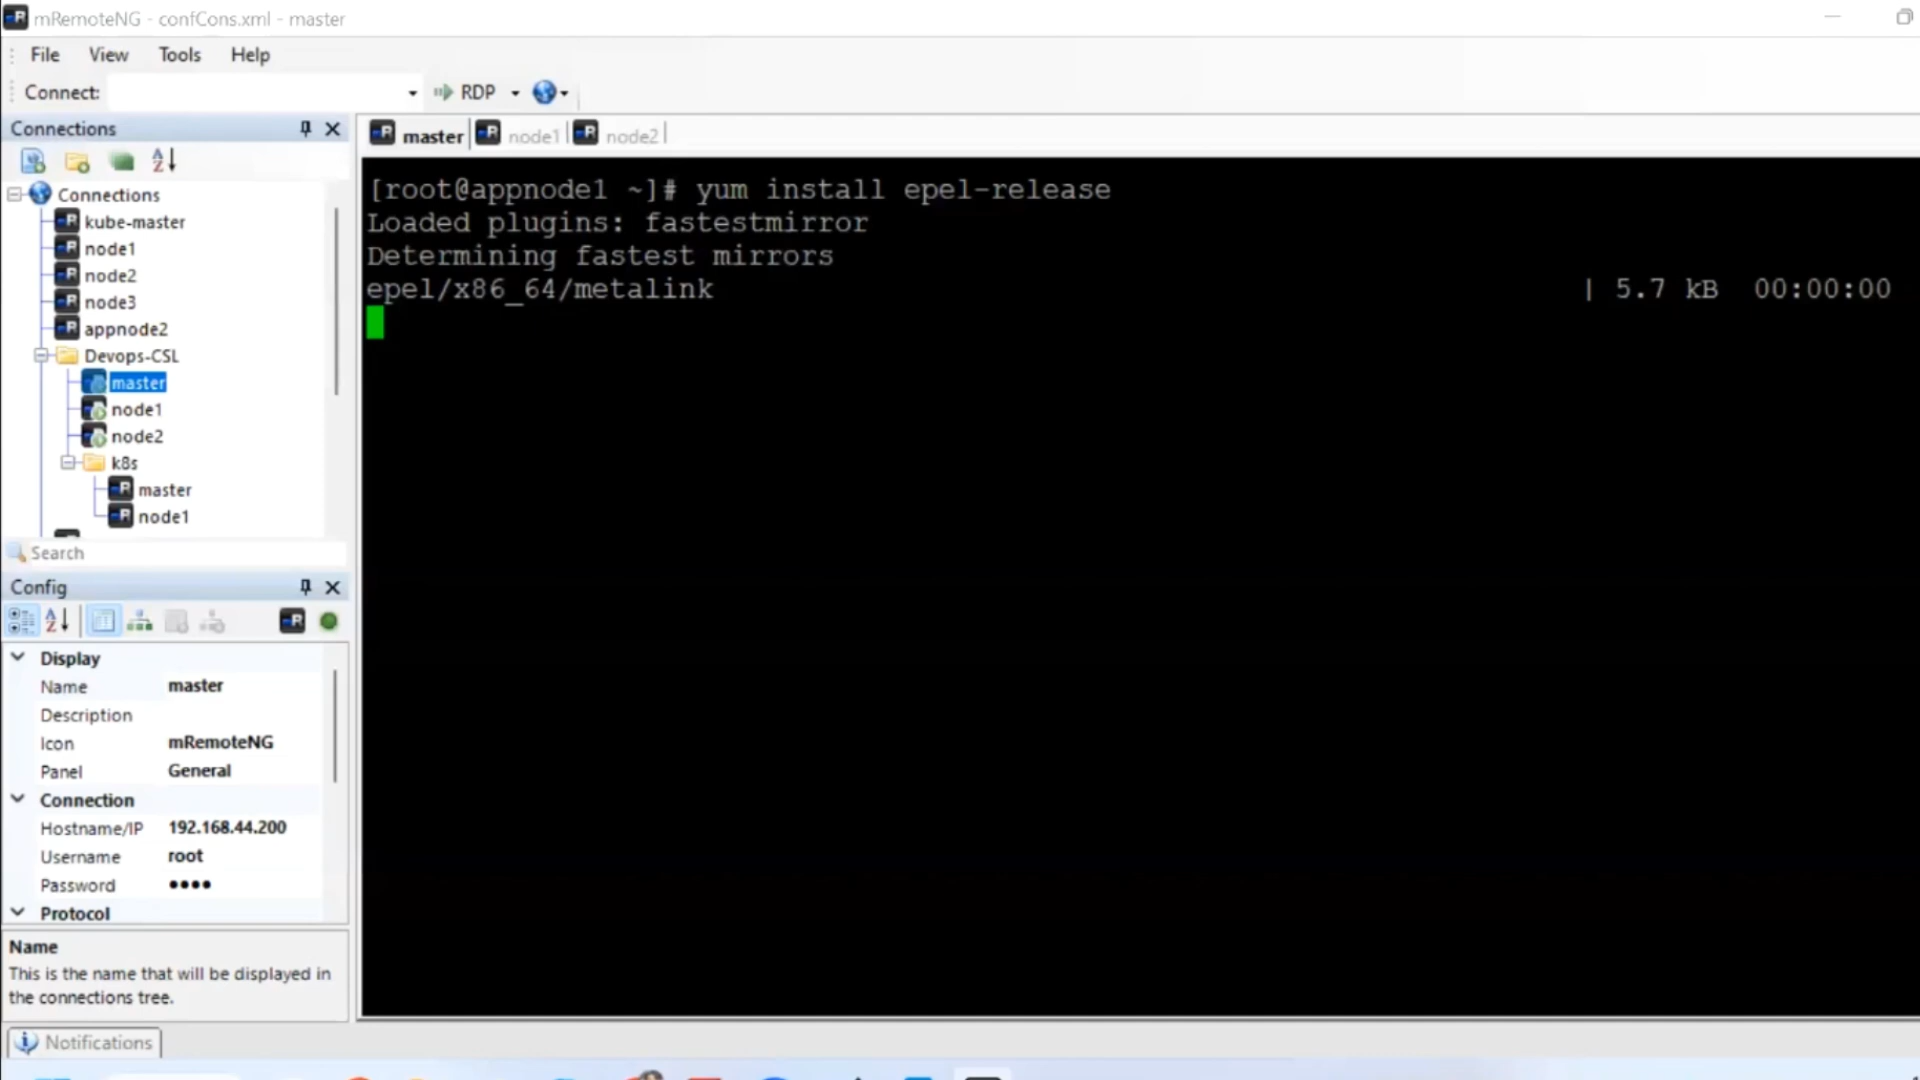 mRemoteNG - confCons.xml - master
File View Tools Help
Connect: RDP
Connections
Connections
kube-master
node1
node2
node3
appnode2
Devops-CSL
master
node1
node2
k8s
master
node1
Search
Config
Display
Name master
Description
Icon mRemoteNG
Panel General
Connection
Hostname/IP 192.168.44.200
Username root
Password ••••
Protocol
Name
This is the name that will be displayed in
the connections tree.
Notifications
master node1 node2
[root@appnode1 ~]# yum install epel-release
Loaded plugins: fastestmirror
Determining fastest mirrors
epel/x86_64/metalink | 5.7 kB 00:00:00